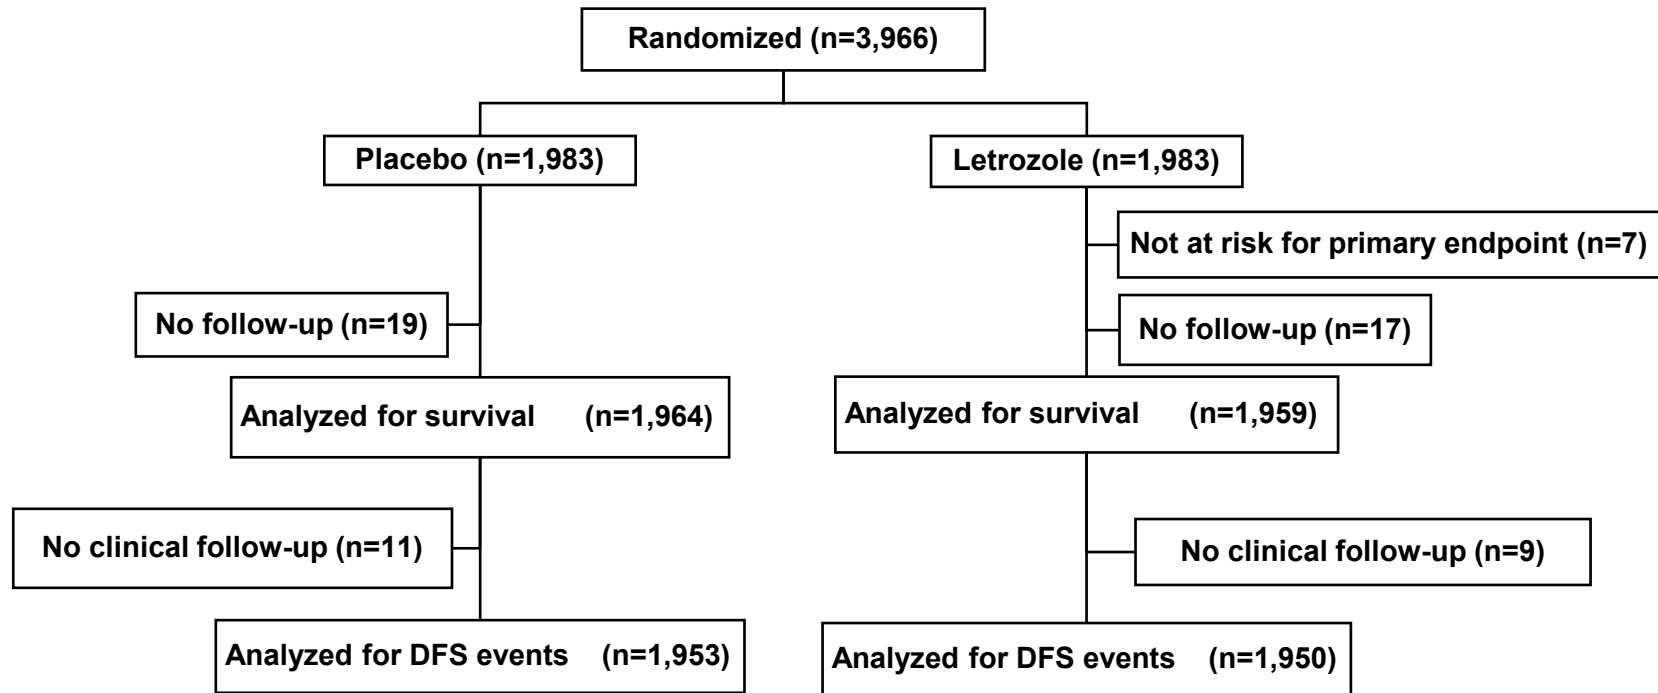 Randomized (n=3,966)
Placebo (n=1,983)
Letrozole (n=1,983)
Not at risk for primary endpoint (n=7)
No follow-up (n=19)
No follow-up (n=17)
Analyzed for survival (n=1,964)
Analyzed for survival (n=1,959)
No clinical follow-up (n=11)
No clinical follow-up (n=9)
Analyzed for DFS events (n=1,953)
Analyzed for DFS events (n=1,950)